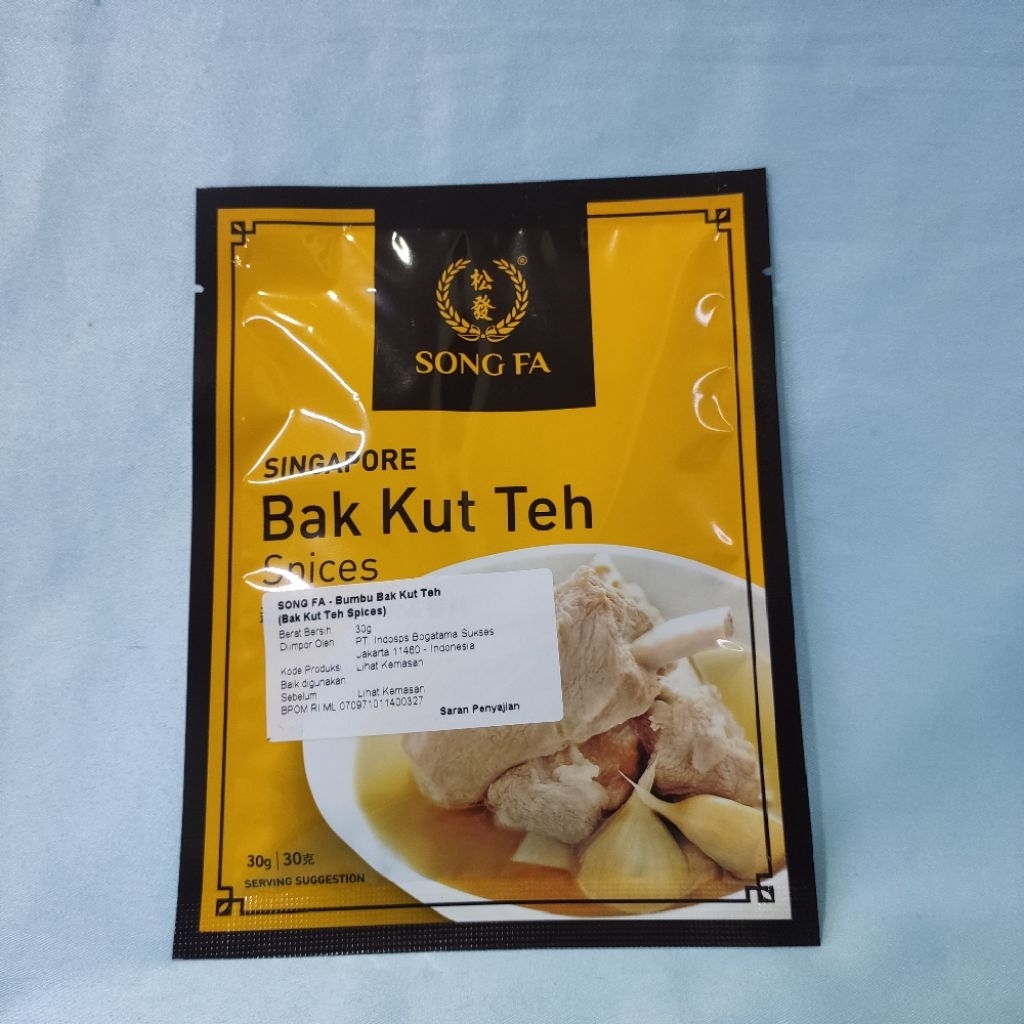 松
發
®
SONG FA
SINGAPORE
Bak Kut Teh
Spices
SONG FA - Bumbu Bak Kut Teh
(Bak Kut Teh Spices)
Berat Bersih 30g
Diimpor Oleh PT. Indosps Bogatama Sukses
Jakarta 11460 - Indonesia
Kode Produksi Lihat Kemasan
Baik digunakan
Sebelum Lihat Kemasan
BPOM RI ML 070971011400327
Saran Penyajian
30g | 30克
SERVING SUGGESTION